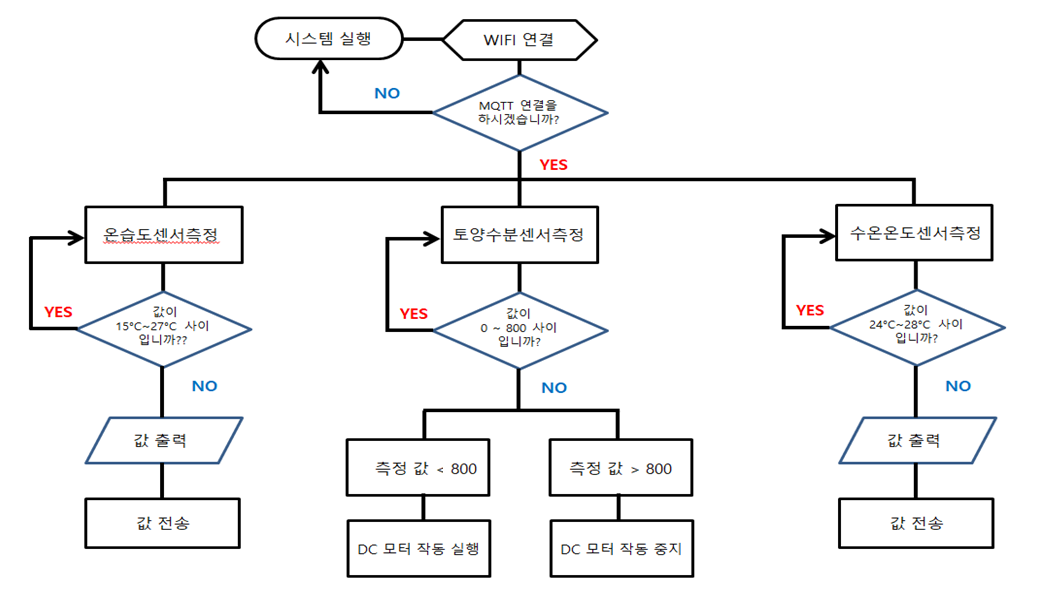 시스템 실행
WIFI 연결
NO
MQTT 연결을
하시겠습니까?
YES
온습도센서측정
토양수분센서측정
수온온도센서측정
YES
값이
15°C~27°C 사이
입니까??
YES
값이
0 ~ 800 사이
입니까?
YES
값이
24°C~28°C 사이
입니까?
NO
NO
NO
값 출력
측정 값 < 800
측정 값 > 800
값 출력
값 전송
DC 모터 작동 실행
DC 모터 작동 중지
값 전송